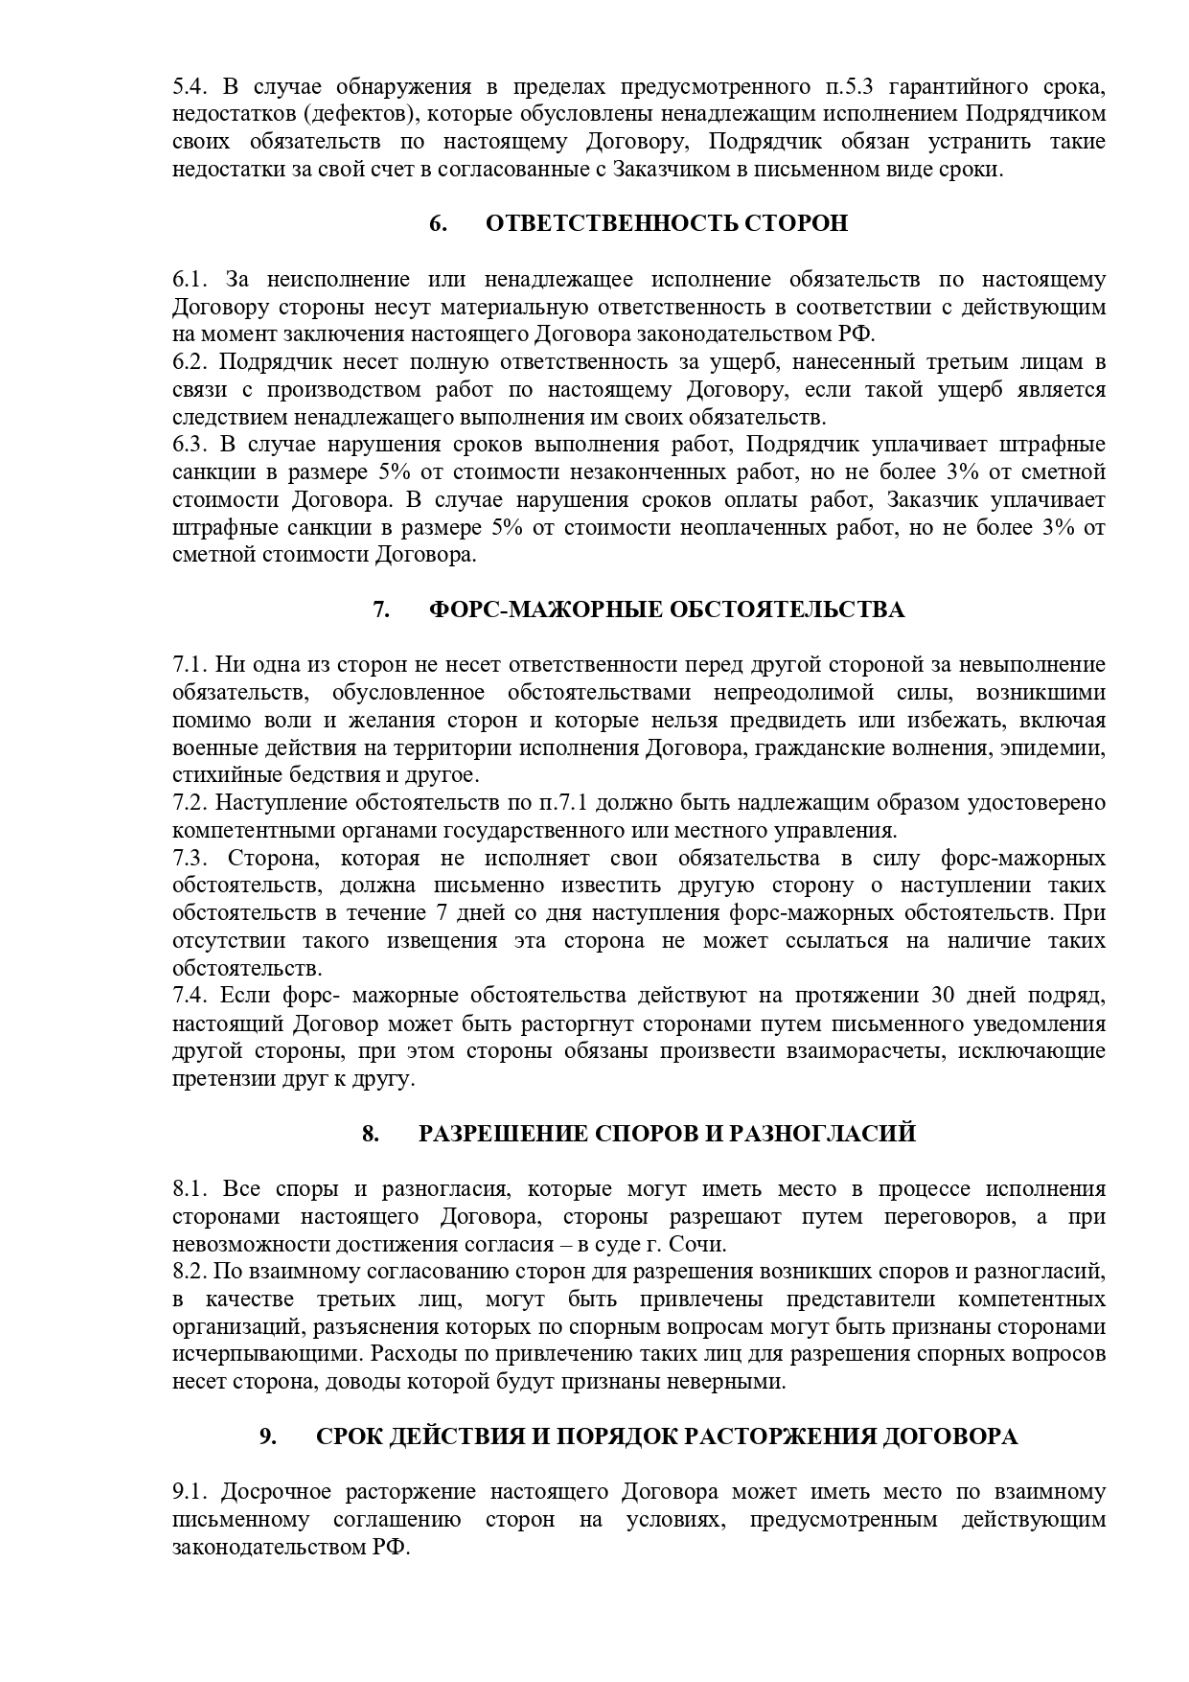 5.4. В случае обнаружения в пределах предусмотренного п.5.3 гарантийного срока,
недостатков (дефектов), которые обусловлены ненадлежащим исполнением Подрядчиком
своих обязательств по настоящему Договору, Подрядчик обязан устранить такие
недостатки за свой счет в согласованные с Заказчиком в письменном виде сроки.
6. ОТВЕТСТВЕННОСТЬ СТОРОН
6.1. За неисполнение или ненадлежащее исполнение обязательств по настоящему
Договору стороны несут материальную ответственность в соответствии с действующим
на момент заключения настоящего Договора законодательством РФ.
6.2. Подрядчик несет полную ответственность за ущерб, нанесенный третьим лицам в
связи с производством работ по настоящему Договору, если такой ущерб является
следствием ненадлежащего выполнения им своих обязательств.
6.3. В случае нарушения сроков выполнения работ, Подрядчик уплачивает штрафные
санкции в размере 5% от стоимости незаконченных работ, но не более 3% от сметной
стоимости Договора. В случае нарушения сроков оплаты работ, Заказчик уплачивает
штрафные санкции в размере 5% от стоимости неоплаченных работ, но не более 3% от
сметной стоимости Договора.
7. ФОРС-МАЖОРНЫЕ ОБСТОЯТЕЛЬСТВА
7.1. Ни одна из сторон не несет ответственности перед другой стороной за невыполнение
обязательств, обусловленное обстоятельствами непреодолимой силы, возникшими
помимо воли и желания сторон и которые нельзя предвидеть или избежать, включая
военные действия на территории исполнения Договора, гражданские волнения, эпидемии,
стихийные бедствия и другое.
7.2. Наступление обстоятельств по п.7.1 должно быть надлежащим образом удостоверено
компетентными органами государственного или местного управления.
7.3. Сторона, которая не исполняет свои обязательства в силу форс-мажорных
обстоятельств, должна письменно известить другую сторону о наступлении таких
обстоятельств в течение 7 дней со дня наступления форс-мажорных обстоятельств. При
отсутствии такого извещения эта сторона не может ссылаться на наличие таких
обстоятельств.
7.4. Если форс- мажорные обстоятельства действуют на протяжении 30 дней подряд,
настоящий Договор может быть расторгнут сторонами путем письменного уведомления
другой стороны, при этом стороны обязаны произвести взаиморасчеты, исключающие
претензии друг к другу.
8. РАЗРЕШЕНИЕ СПОРОВ И РАЗНОГЛАСИЙ
8.1. Все споры и разногласия, которые могут иметь место в процессе исполнения
сторонами настоящего Договора, стороны разрешают путем переговоров, а при
невозможности достижения согласия – в суде г. Сочи.
8.2. По взаимному согласованию сторон для разрешения возникших споров и разногласий,
в качестве третьих лиц, могут быть привлечены представители компетентных
организаций, разъяснения которых по спорным вопросам могут быть признаны сторонами
исчерпывающими. Расходы по привлечению таких лиц для разрешения спорных вопросов
несет сторона, доводы которой будут признаны неверными.
9. СРОК ДЕЙСТВИЯ И ПОРЯДОК РАСТОРЖЕНИЯ ДОГОВОРА
9.1. Досрочное расторжение настоящего Договора может иметь место по взаимному
письменному соглашению сторон на условиях, предусмотренным действующим
законодательством РФ.